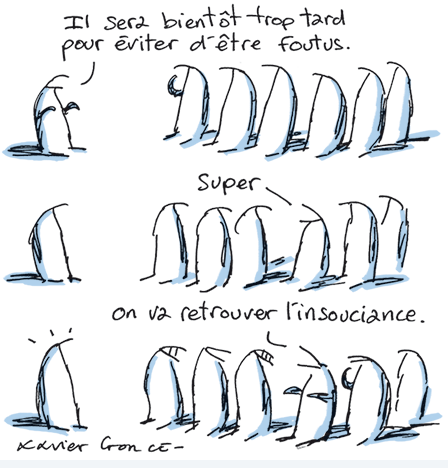 Il sera bientôt trop tard
pour éviter d'être foutus.
Super
on va retrouver l'insouciance.
xavier Gorce-